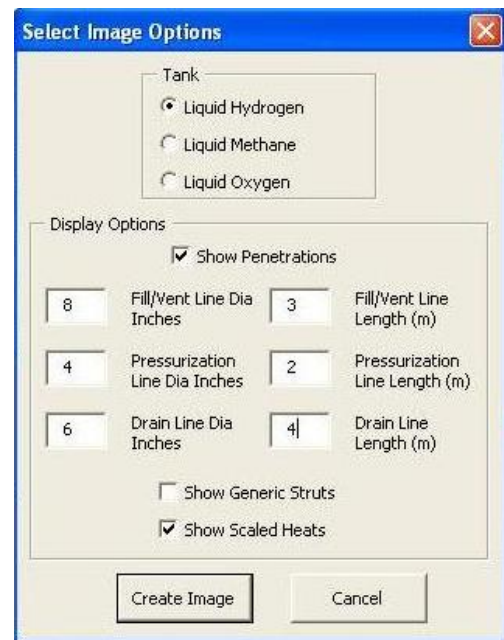 Select Image Options
Tank
Liquid Hydrogen
Liquid Methane
Liquid Oxygen
Display Options
Show Penetrations
8 Fill/Vent Line Dia 3 Fill/Vent Line
Inches Length (m)
4 Pressurization 2 Pressurization
Line Dia Inches Line Length (m)
6 Drain Line Dia 4 Drain Line
Inches Length (m)
Show Generic Struts
Show Scaled Heats
Create Image Cancel